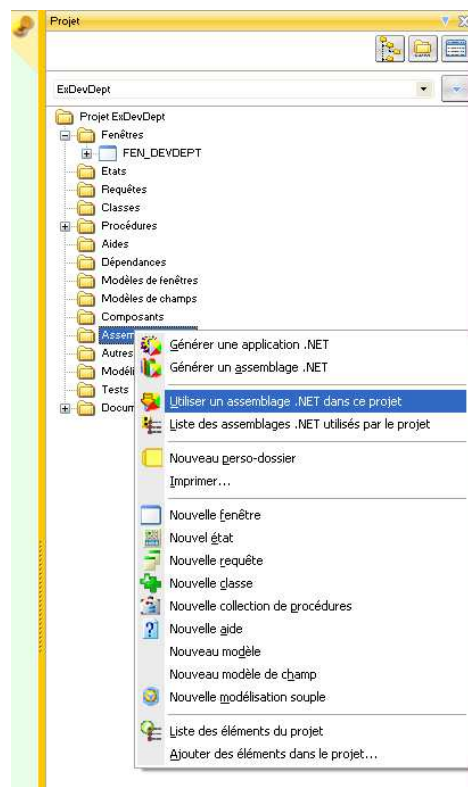 Projet
ExDevDept
Projet ExDevDept
Fenêtres
FEN_DEVDEPT
Etats
Requêtes
Classes
Procédures
Aides
Dépendances
Modèles de fenêtres
Modèles de champs
Composants
Autres
Tests
Générer une application .NET
Générer un assemblage .NET
Utiliser un assemblage .NET dans ce projet
Liste des assemblages .NET utilisés par le projet
Nouveau perso-dossier
Imprimer...
Nouvelle fenêtre
Nouvel état
Nouvelle requête
Nouvelle classe
Nouvelle collection de procédures
Nouvelle aide
Nouveau modèle
Nouveau modèle de champ
Nouvelle modélisation souple
Liste des éléments du projet
Ajouter des éléments dans le projet...